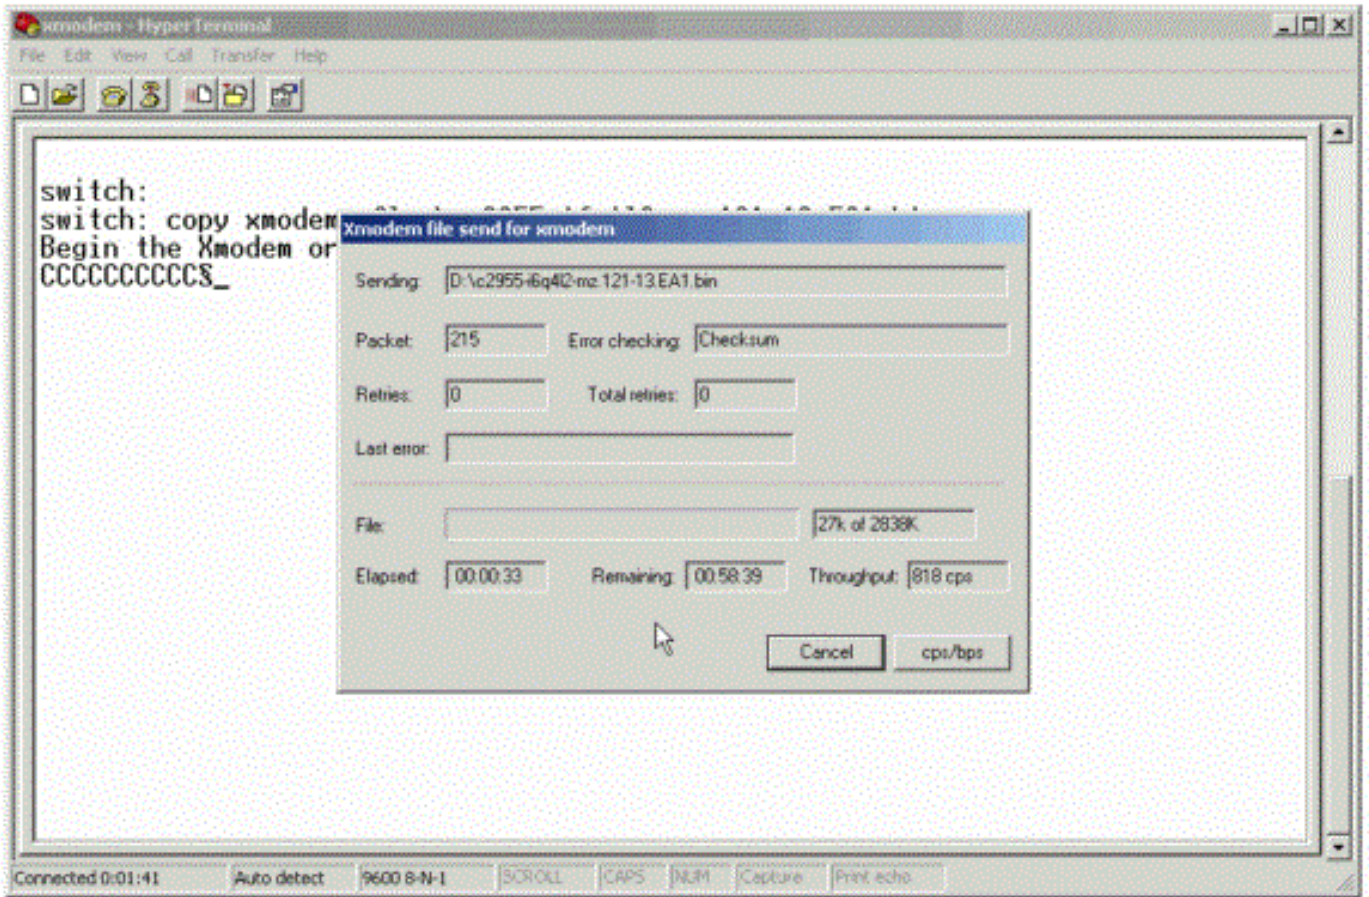 xmodem - HyperTerminal
File Edit View Call Transfer Help
switch:
switch: copy xmodem
Begin the Xmodem or
CCCCCCCCCC
Xmodem file send for xmodem
Sending: D:\c2955-i6q4l2-mz.121-13.EA1.bin
Packet: 215 Error checking: Checksum
Retries: 0 Total retries: 0
Last error:
File: 27k of 2838K
Elapsed: 00:00:33 Remaining: 00:58:39 Throughput: 818 cps
Cancel cps/bps
Connected 0:01:41 Auto detect 9600 8-N-1 SCROLL CAPS NUM Capture Print echo